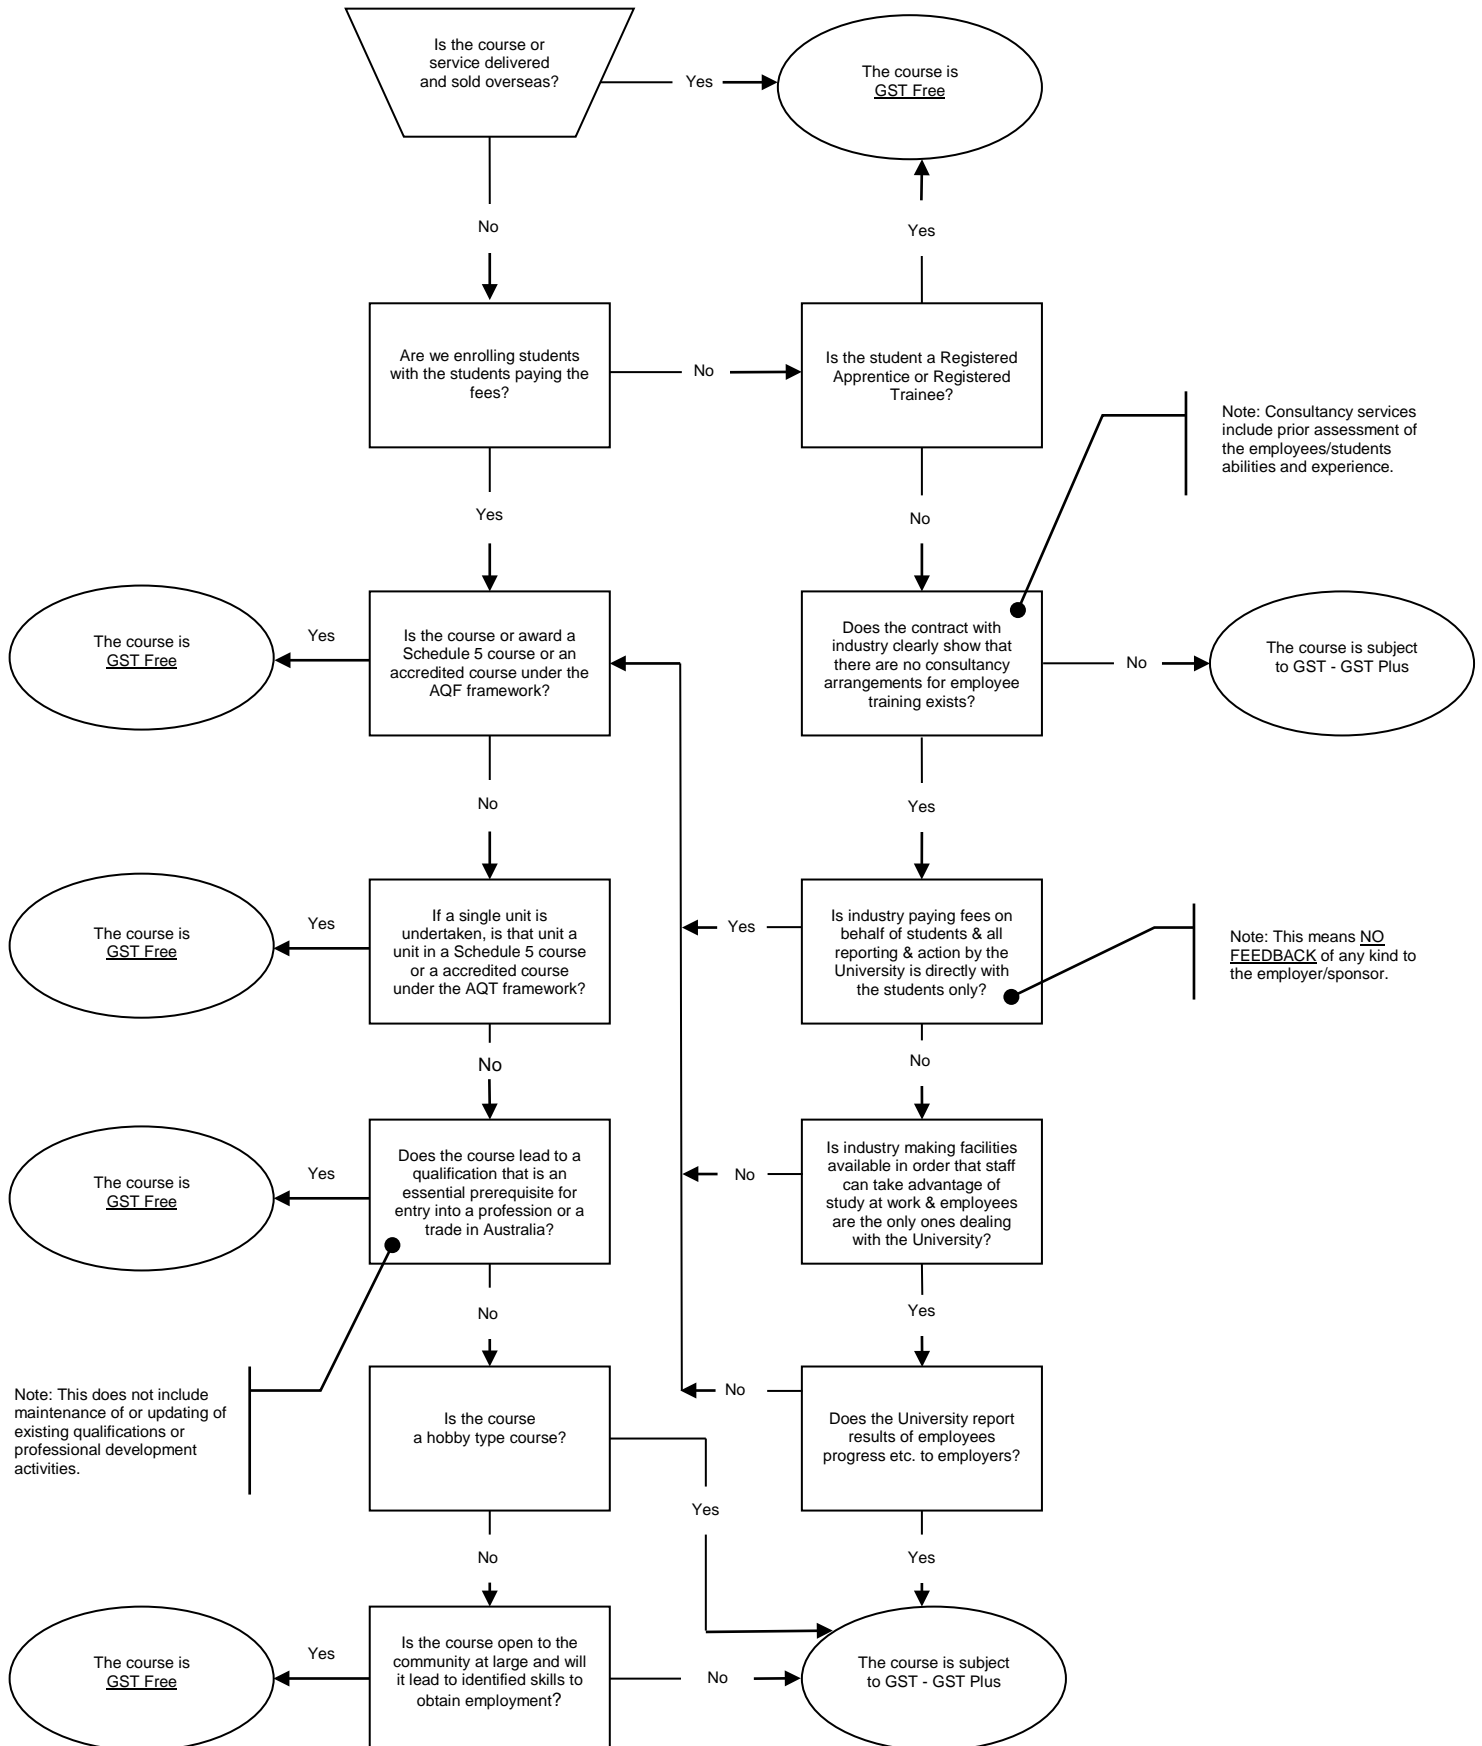 Is the course or
service delivered
and sold overseas?
Yes
The course is
GST Free
No
Yes
Are we enrolling students
with the students paying the
fees?
No
Is the student a Registered
Apprentice or Registered
Trainee?
Note: Consultancy services
include prior assessment of
the employees/students
abilities and experience.
Yes
No
The course is
GST Free
Yes
Is the course or award a
Schedule 5 course or an
accredited course under the
AQF framework?
Does the contract with
industry clearly show that
there are no consultancy
arrangements for employee
training exists?
No
The course is subject
to GST - GST Plus
No
Yes
The course is
GST Free
Yes
If a single unit is
undertaken, is that unit a
unit in a Schedule 5 course
or a accredited course
under the AQT framework?
Yes
Is industry paying fees on
behalf of students & all
reporting & action by the
University is directly with
the students only?
Note: This means NO
FEEDBACK of any kind to
the employer/sponsor.
No
No
The course is
GST Free
Yes
Does the course lead to a
qualification that is an
essential prerequisite for
entry into a profession or a
trade in Australia?
No
Is industry making facilities
available in order that staff
can take advantage of
study at work & employees
are the only ones dealing
with the University?
No
Yes
Note: This does not include
maintenance of or updating of
existing qualifications or
professional development
activities.
Is the course
a hobby type course?
No
Does the University report
results of employees
progress etc. to employers?
Yes
No
Yes
The course is
GST Free
Yes
Is the course open to the
community at large and will
it lead to identified skills to
obtain employment?
No
The course is subject
to GST - GST Plus